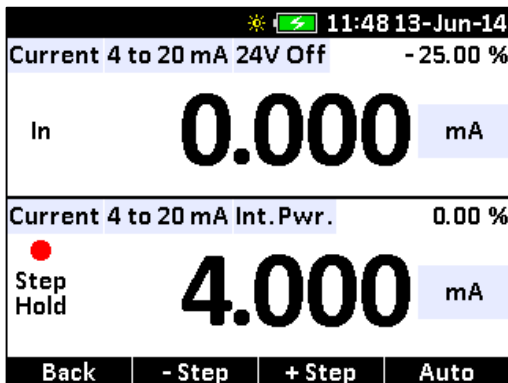 11:48 13-Jun-14
Current 4 to 20 mA 24V Off -25.00 %
In 0.000 mA
Current 4 to 20 mA Int.Pwr. 0.00 %
Step
Hold 4.000 mA
Back - Step + Step Auto